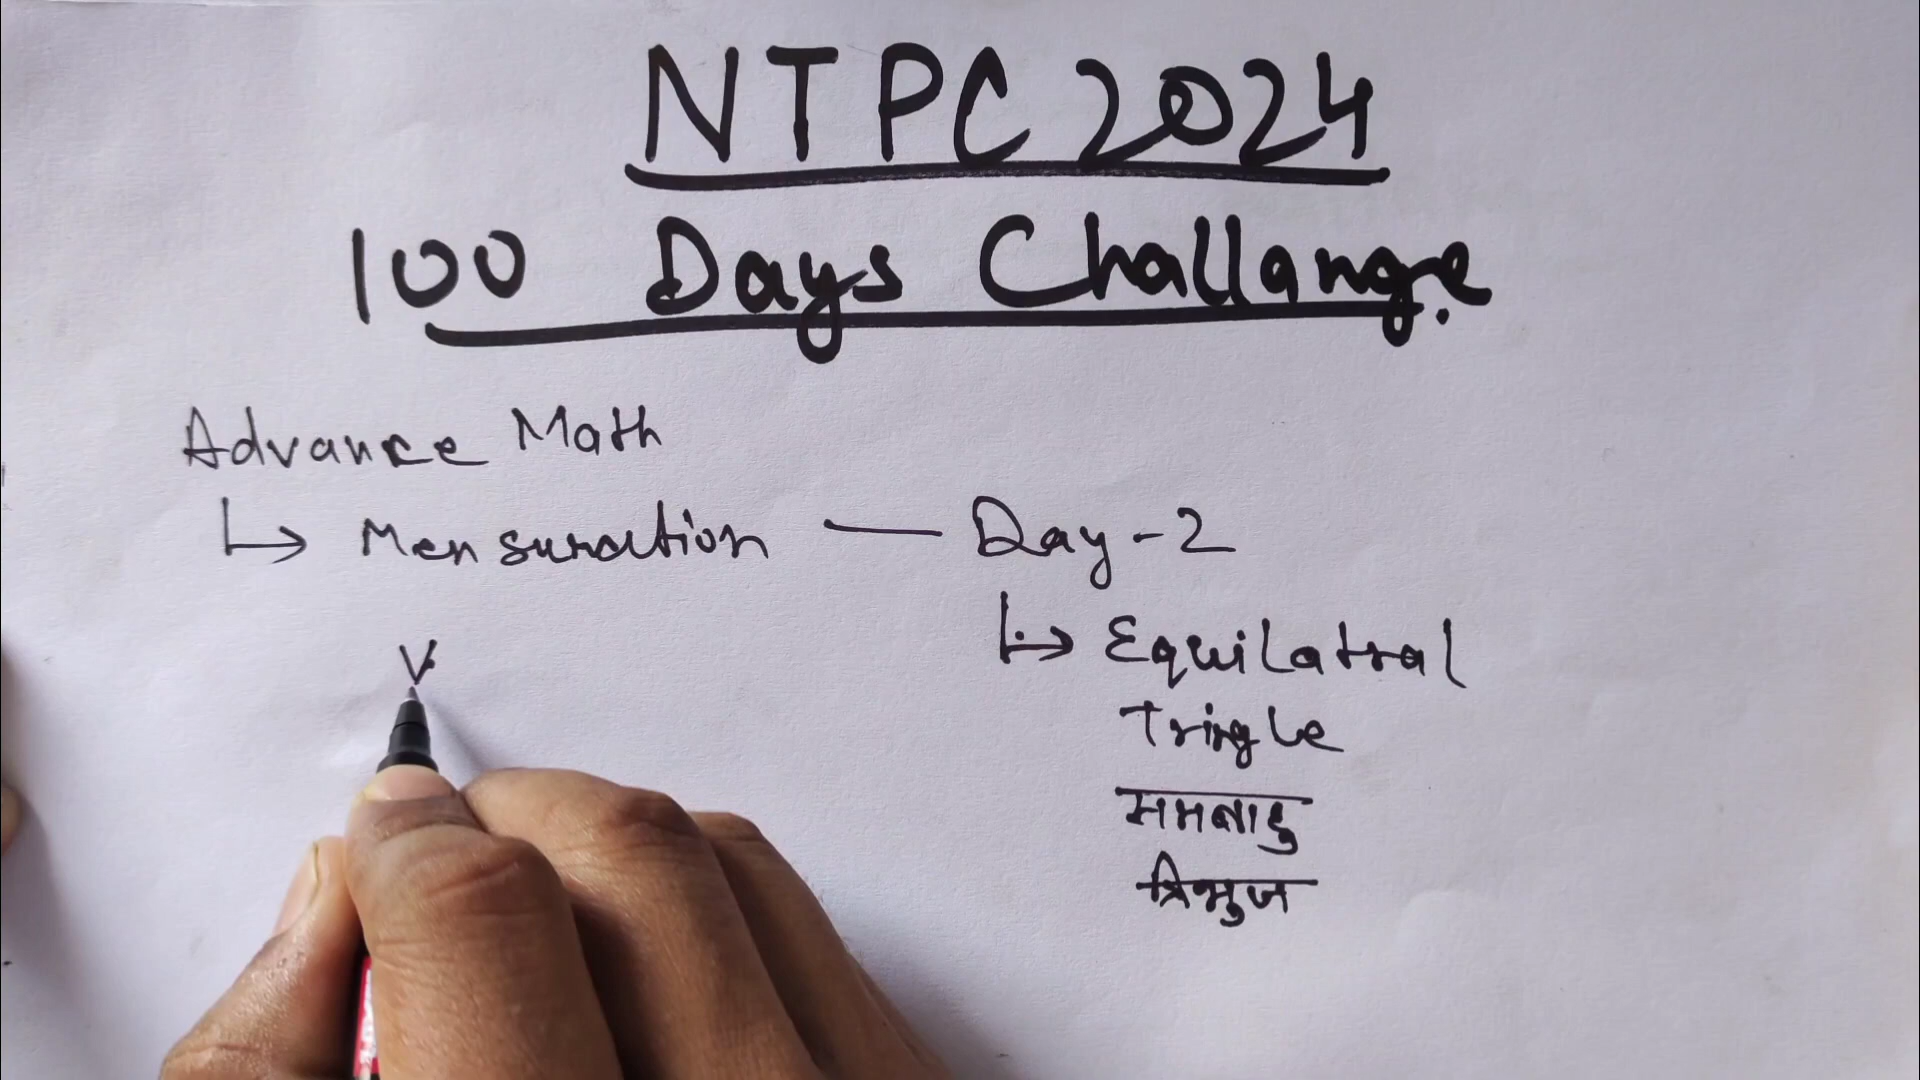 NTPC 2024
100 Days Challange
Advance Math
↳ Mensuration — Day-2
↳ Equilatral
Tringle
समबाहु
त्रिभुज
V